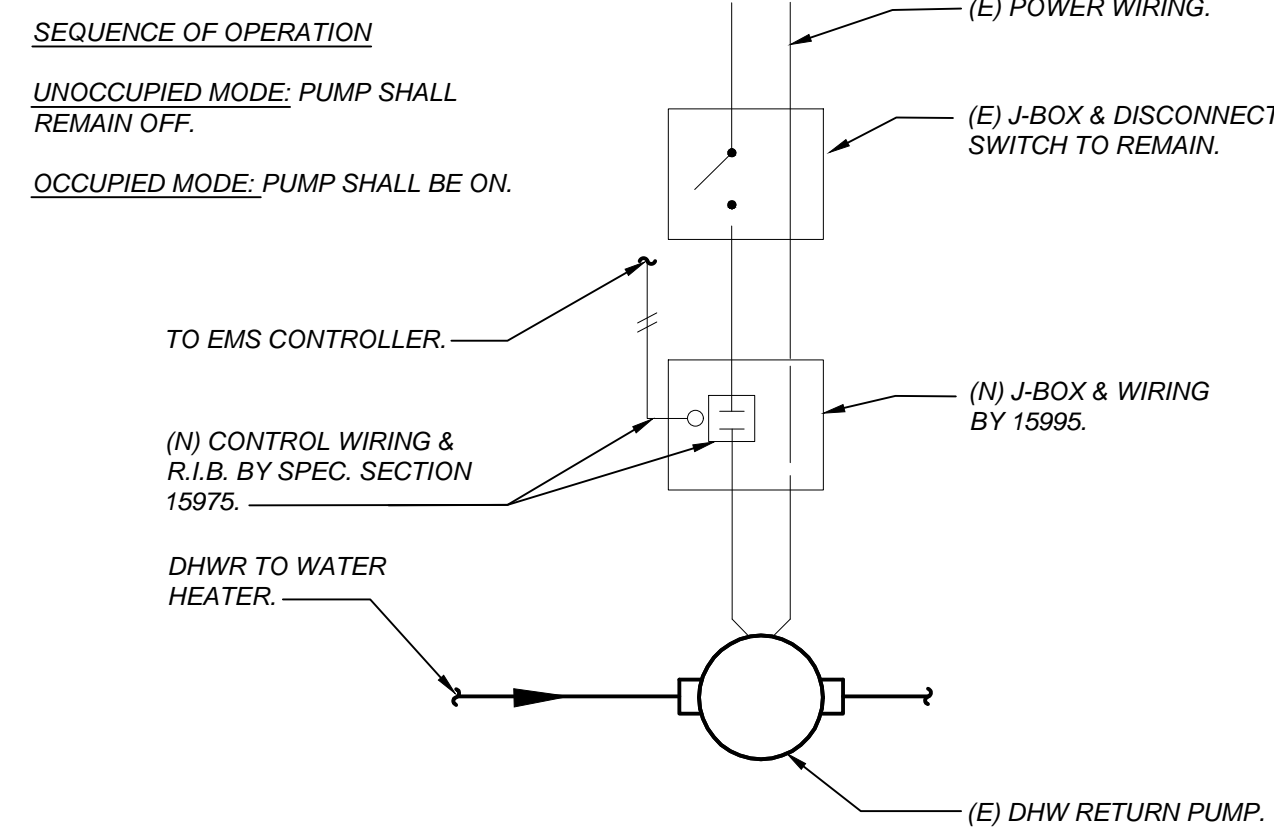 SEQUENCE OF OPERATION
UNOCCUPIED MODE: PUMP SHALL
REMAIN OFF.
OCCUPIED MODE: PUMP SHALL BE ON.
(E) POWER WIRING.
(E) J-BOX & DISCONNECT
SWITCH TO REMAIN.
TO EMS CONTROLLER.
(N) J-BOX & WIRING
BY 15995.
(N) CONTROL WIRING &
R.I.B. BY SPEC. SECTION
15975.
DHWR TO WATER
HEATER.
(E) DHW RETURN PUMP.